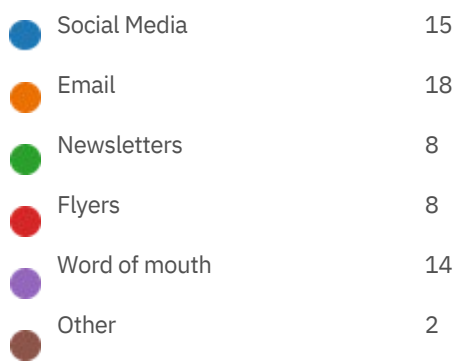 Social Media 15
Email 18
Newsletters 8
Flyers 8
Word of mouth 14
Other 2